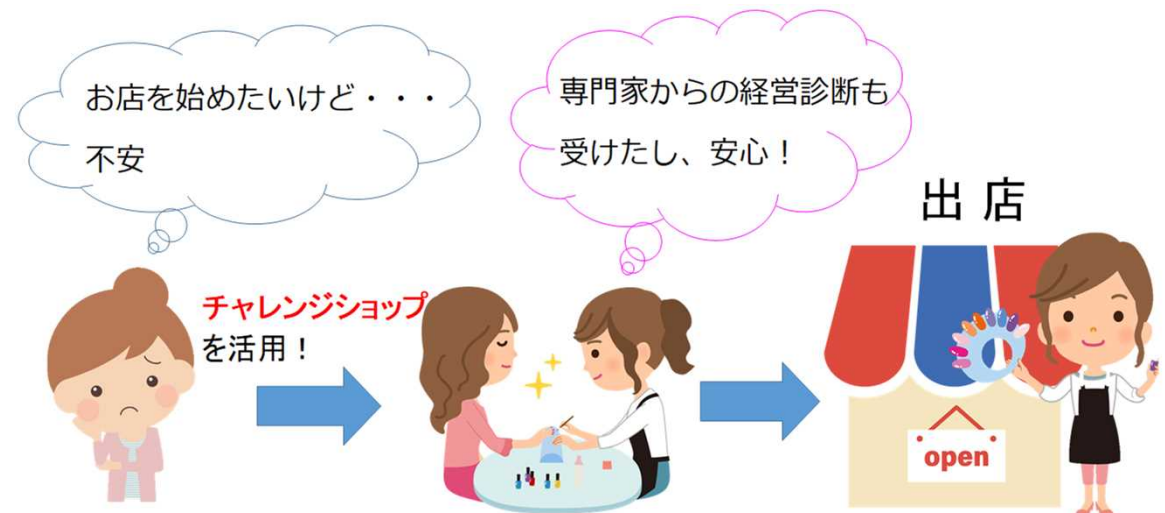 お店を始めたいけど・・・
不安
専門家からの経営診断も
受けたし、安心！
チャレンジショップ
を活用！
出店
open